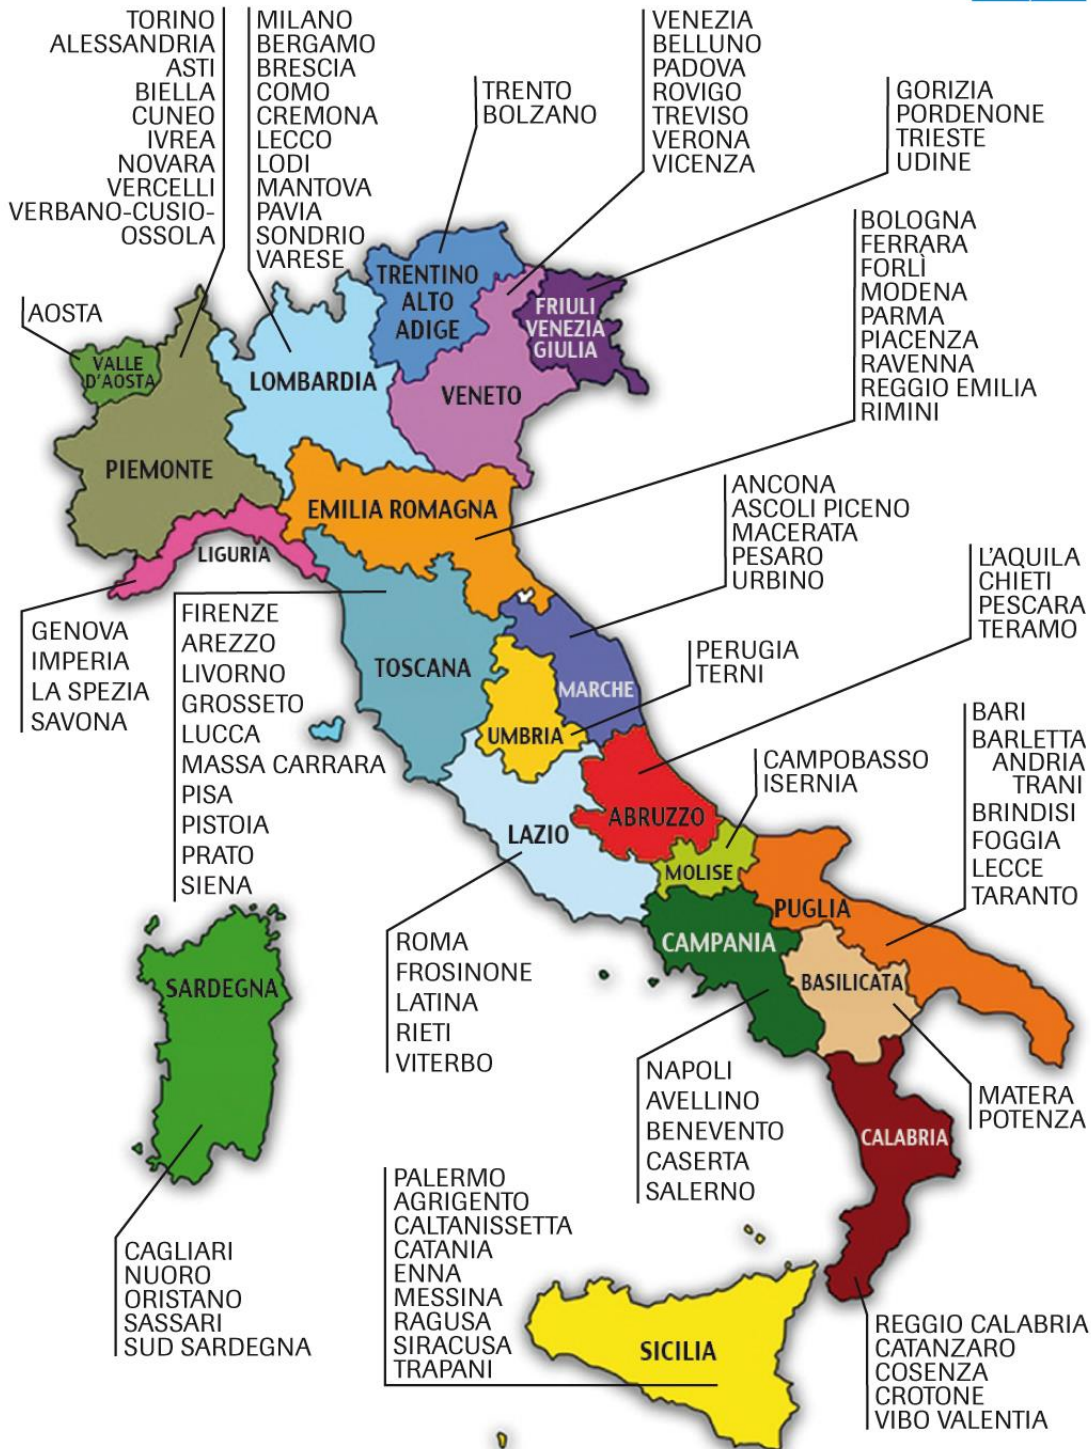 TORINO
ALESSANDRIA
ASTI
BIELLA
CUNEO
IVREA
NOVARA
VERCELLI
VERBANO-CUSIO-
OSSOLA
MILANO
BERGAMO
BRESCIA
COMO
CREMONA
LECCO
LODI
MANTOVA
PAVIA
SONDRIO
VARESE
TRENTO
BOLZANO
VENEZIA
BELLUNO
PADOVA
ROVIGO
TREVISO
VERONA
VICENZA
GORIZIA
PORDENONE
TRIESTE
UDINE
BOLOGNA
FERRARA
FORLÌ
MODENA
PARMA
PIACENZA
RAVENNA
REGGIO EMILIA
RIMINI
AOSTA
VALLE
D'AOSTA
PIEMONTE
LOMBARDIA
TRENTINO
ALTO
ADIGE
VENETO
FRIULI
VENEZIA
GIULIA
EMILIA ROMAGNA
LIGURIA
ANCONA
ASCOLI PICENO
MACERATA
PESARO
URBINO
L'AQUILA
CHIETI
PESCARA
TERAMO
GENOVA
IMPERIA
LA SPEZIA
SAVONA
FIRENZE
AREZZO
LIVORNO
GROSSETO
LUCCA
MASSA CARRARA
PISA
PISTOIA
PRATO
SIENA
TOSCANA
UMBRIA
MARCHE
PERUGIA
TERNI
LAZIO
ABRUZZO
MOLISE
CAMPOBASSO
ISERNIA
BARI
BARLETTA
ANDRIA
TRANI
BRINDISI
FOGGIA
LECCE
TARANTO
PUGLIA
CAMPANIA
BASILICATA
SARDEGNA
ROMA
FROSINONE
LATINA
RIETI
VITERBO
NAPOLI
AVELLINO
BENEVENTO
CASERTA
SALERNO
MATERA
POTENZA
CALABRIA
CAGLIARI
NUORO
ORISTANO
SASSARI
SUD SARDEGNA
PALERMO
AGRIGENTO
CALTANISSETTA
CATANIA
ENNA
MESSINA
RAGUSA
SIRACUSA
TRAPANI
SICILIA
REGGIO CALABRIA
CATANZARO
COSENZA
CROTONE
VIBO VALENTIA